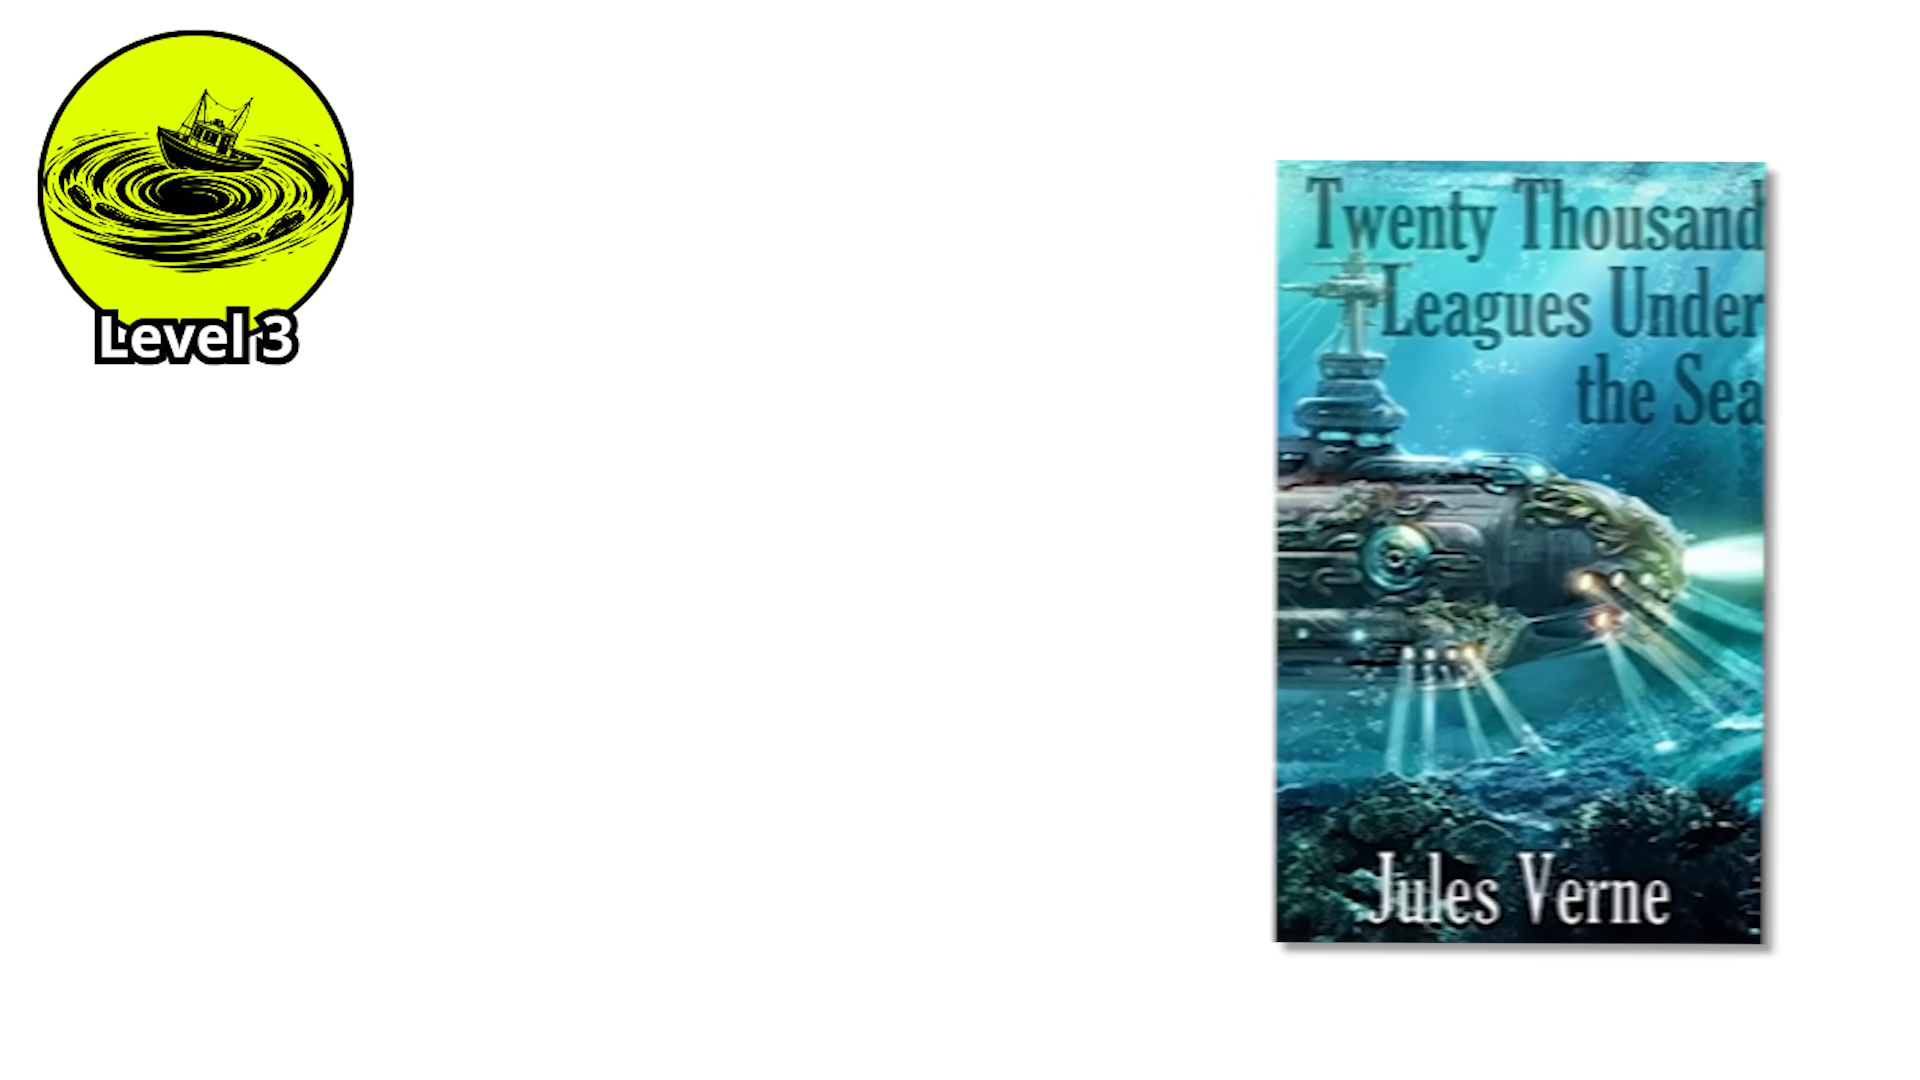 Level 3
Twenty Thousand
Leagues Under
the Sea
Jules Verne